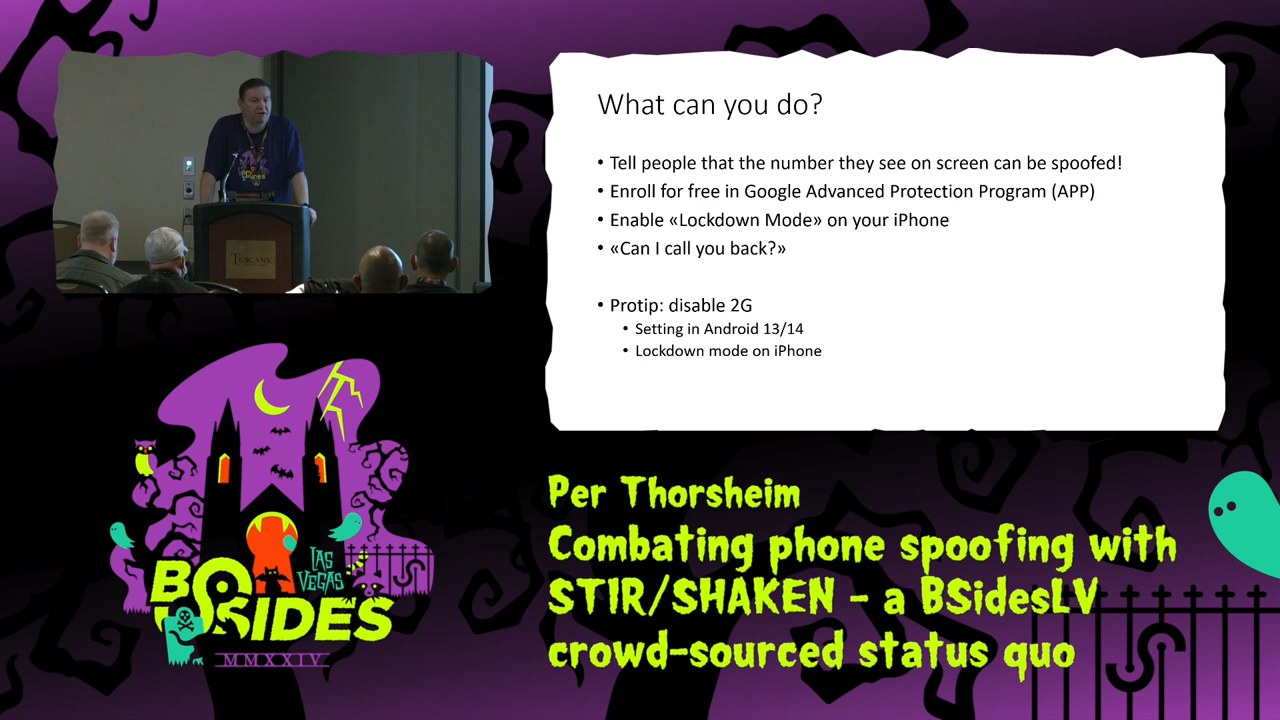 What can you do?
• Tell people that the number they see on screen can be spoofed!
• Enroll for free in Google Advanced Protection Program (APP)
• Enable «Lockdown Mode» on your iPhone
• «Can I call you back?»
• Protip: disable 2G
• Setting in Android 13/14
• Lockdown mode on iPhone
TUSCANY
BSIDES
LAS
VEGAS
MMXXIV
Per Thorsheim
Combating phone spoofing with
STIR/SHAKEN - a BSidesLV
crowd-sourced status quo